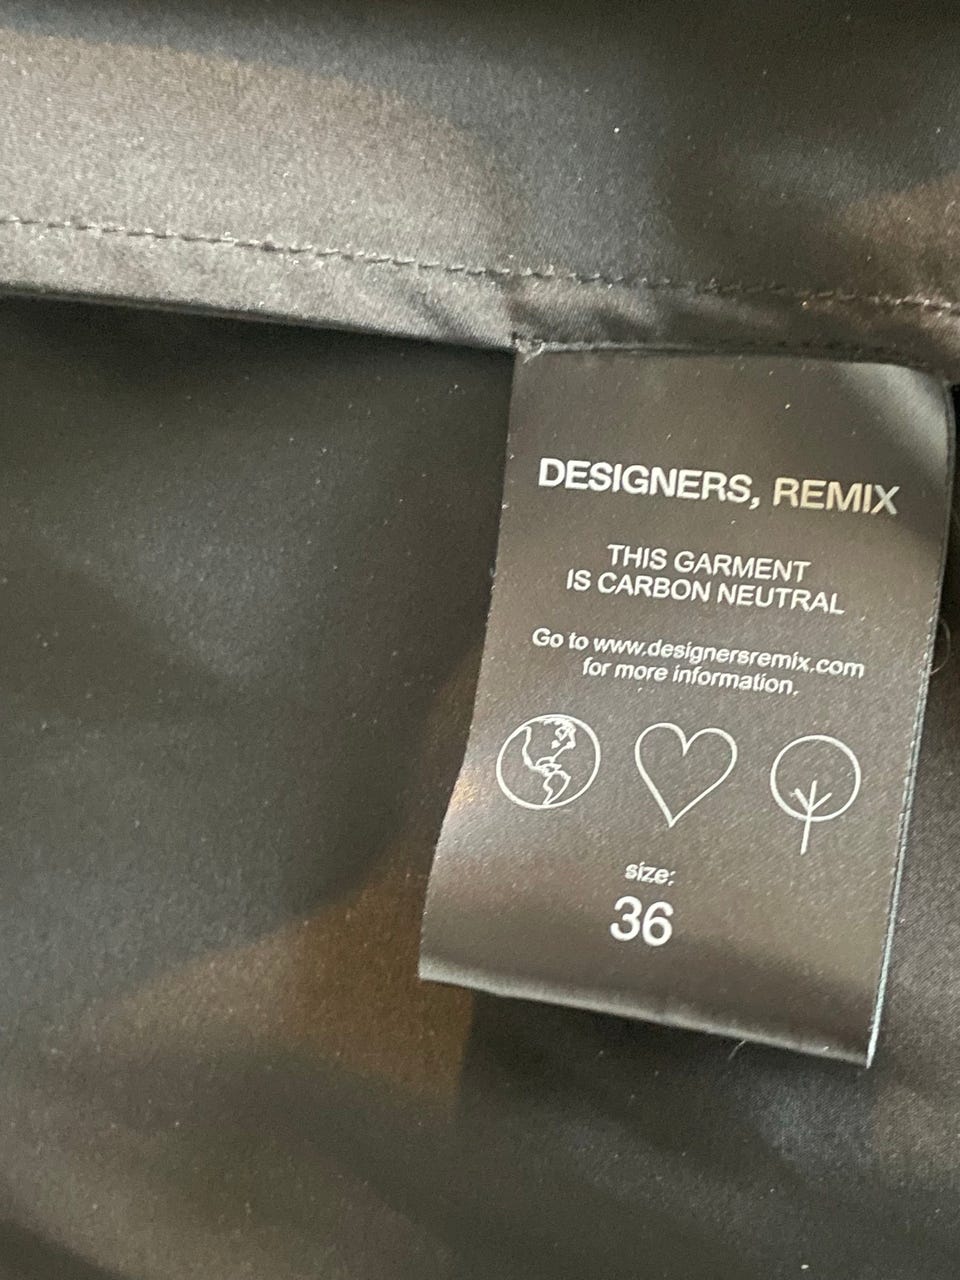 DESIGNERS, REMIX
THIS GARMENT
IS CARBON NEUTRAL
Go to www.designersremix.com
for more information.
size:
36